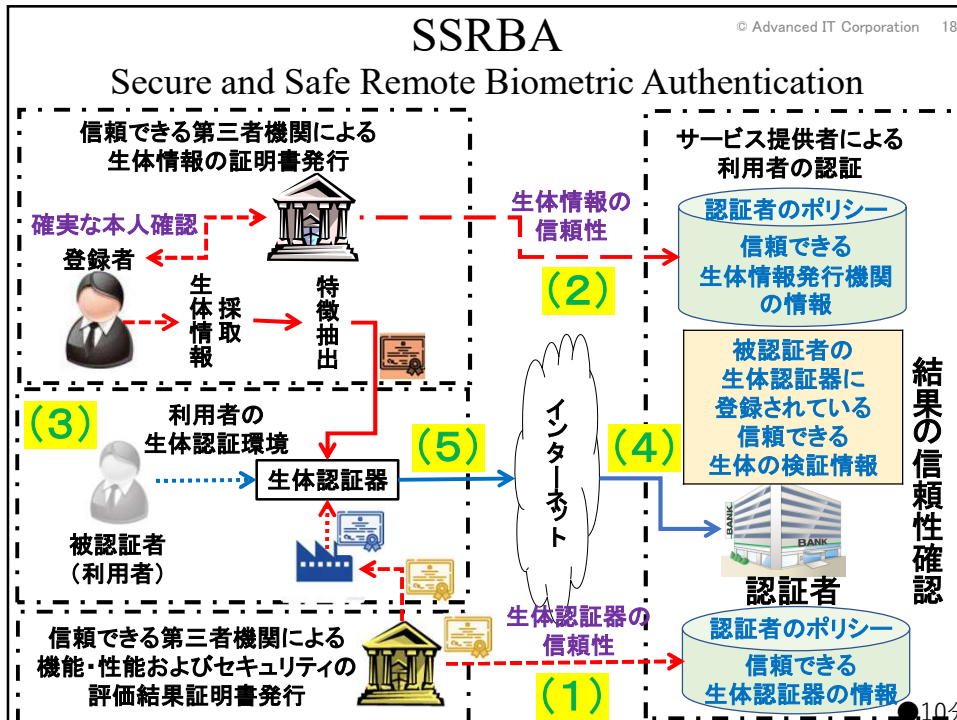 © Advanced IT Corporation 18
SSRBA
Secure and Safe Remote Biometric Authentication
信頼できる第三者機関による
生体情報の証明書発行
確実な本人確認
登録者
生体情報
採取
特徴抽出
生体情報の
信頼性
(2)
サービス提供者による
利用者の認証
認証者のポリシー
信頼できる
生体情報発行機関
の情報
被認証者の
生体認証器に
登録されている
信頼できる
生体の検証情報
結果の信頼性確認
(3)
利用者の
生体認証環境
生体認証器
(5)
インターネット
(4)
被認証者
(利用者)
BANK
BANK
認証者
信頼できる第三者機関による
機能・性能およびセキュリティの
評価結果証明書発行
生体認証器の
信頼性
(1)
認証者のポリシー
信頼できる
生体認証器の情報
●10分